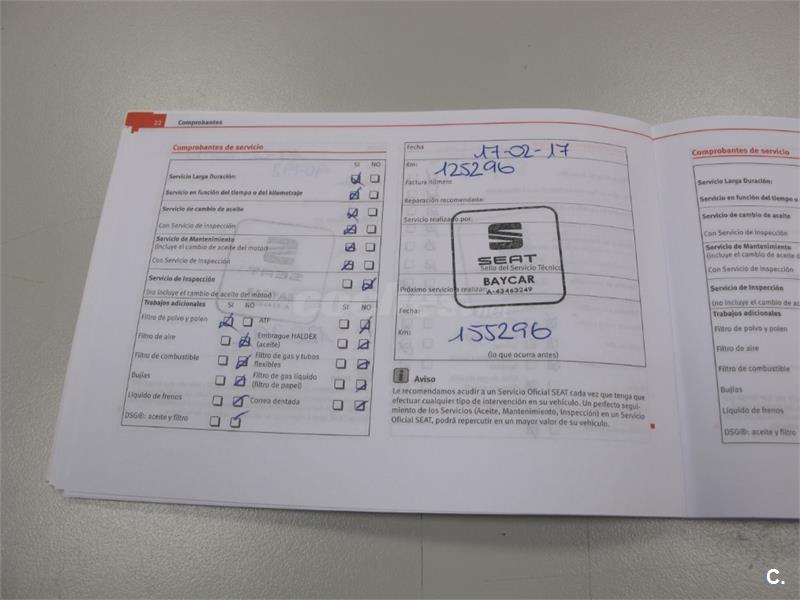 22 Comprobantes
Comprobantes de servicio
SI NO
Servicio Larga Duración:
Servicio en función del tiempo o del kilometraje
Servicio de cambio de aceite
Con Servicio de Inspección
Servicio de Mantenimiento
(incluye el cambio de aceite del motor)
Con Servicio de Inspección
Servicio de Inspección
(no incluye el cambio de aceite del motor)
Trabajos adicionales SI NO SI NO
Filtro de polvo y polen ATF
Filtro de aire Embrague HALDEX
(aceite)
Filtro de combustible Filtro de gas y tubos
flexibles
Bujías Filtro de gas líquido
(filtro de papel)
Líquido de frenos Correa dentada
DSG®: aceite y filtro
Fecha 17-02-17
Km: 125296
Factura número
Reparación recomendada:
Servicio realizado por:
SEAT
Sello del Servicio Técnico
BAYCAR
A-43463249
Próximo servicio a realizar:
Fecha:
Km: 155296
(lo que ocurra antes)
i Aviso
Le recomendamos acudir a un Servicio Oficial SEAT cada vez que tenga que
efectuar cualquier tipo de intervención en su vehículo. Un perfecto segui-
miento de los Servicios (Aceite, Mantenimiento, Inspección) en un Servicio
Oficial SEAT, podrá repercutir en un mayor valor de su vehículo.
Comprobantes de servicio
Servicio Larga Duración:
Servicio en función del tiempo o
Servicio de cambio de aceite
Con Servicio de Inspección
Servicio de Mantenimiento
(incluye el cambio de aceite de
Con Servicio de Inspección
Servicio de Inspección
(no incluye el cambio de aceite
Trabajos adicionales
Filtro de polvo y polen
Filtro de aire
Filtro de combustible
Bujías
Líquido de frenos
DSG®: aceite y filtro
C.